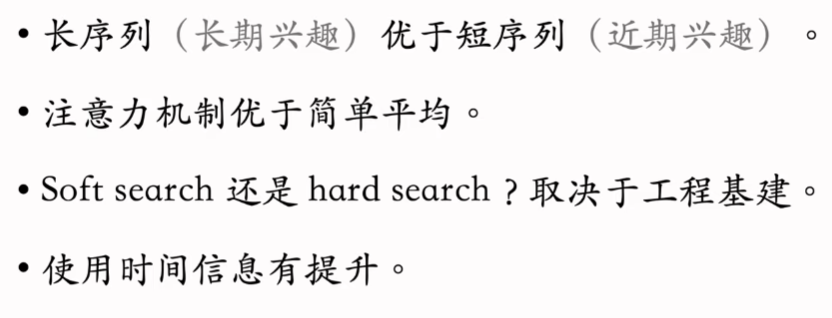 • 长序列（长期兴趣）优于短序列（近期兴趣）。
• 注意力机制优于简单平均。
• Soft search 还是 hard search？取决于工程基建。
• 使用时间信息有提升。